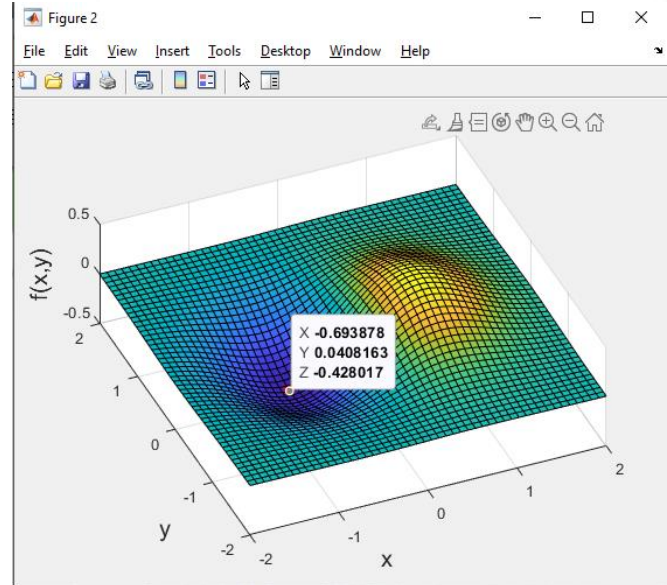 Figure 2
File Edit View Insert Tools Desktop Window Help
0.5
0
-0.5
f(x,y)
2
1
0
-1
-2
y
X -0.693878
Y 0.0408163
Z -0.428017
-2
-1
0
1
2
x